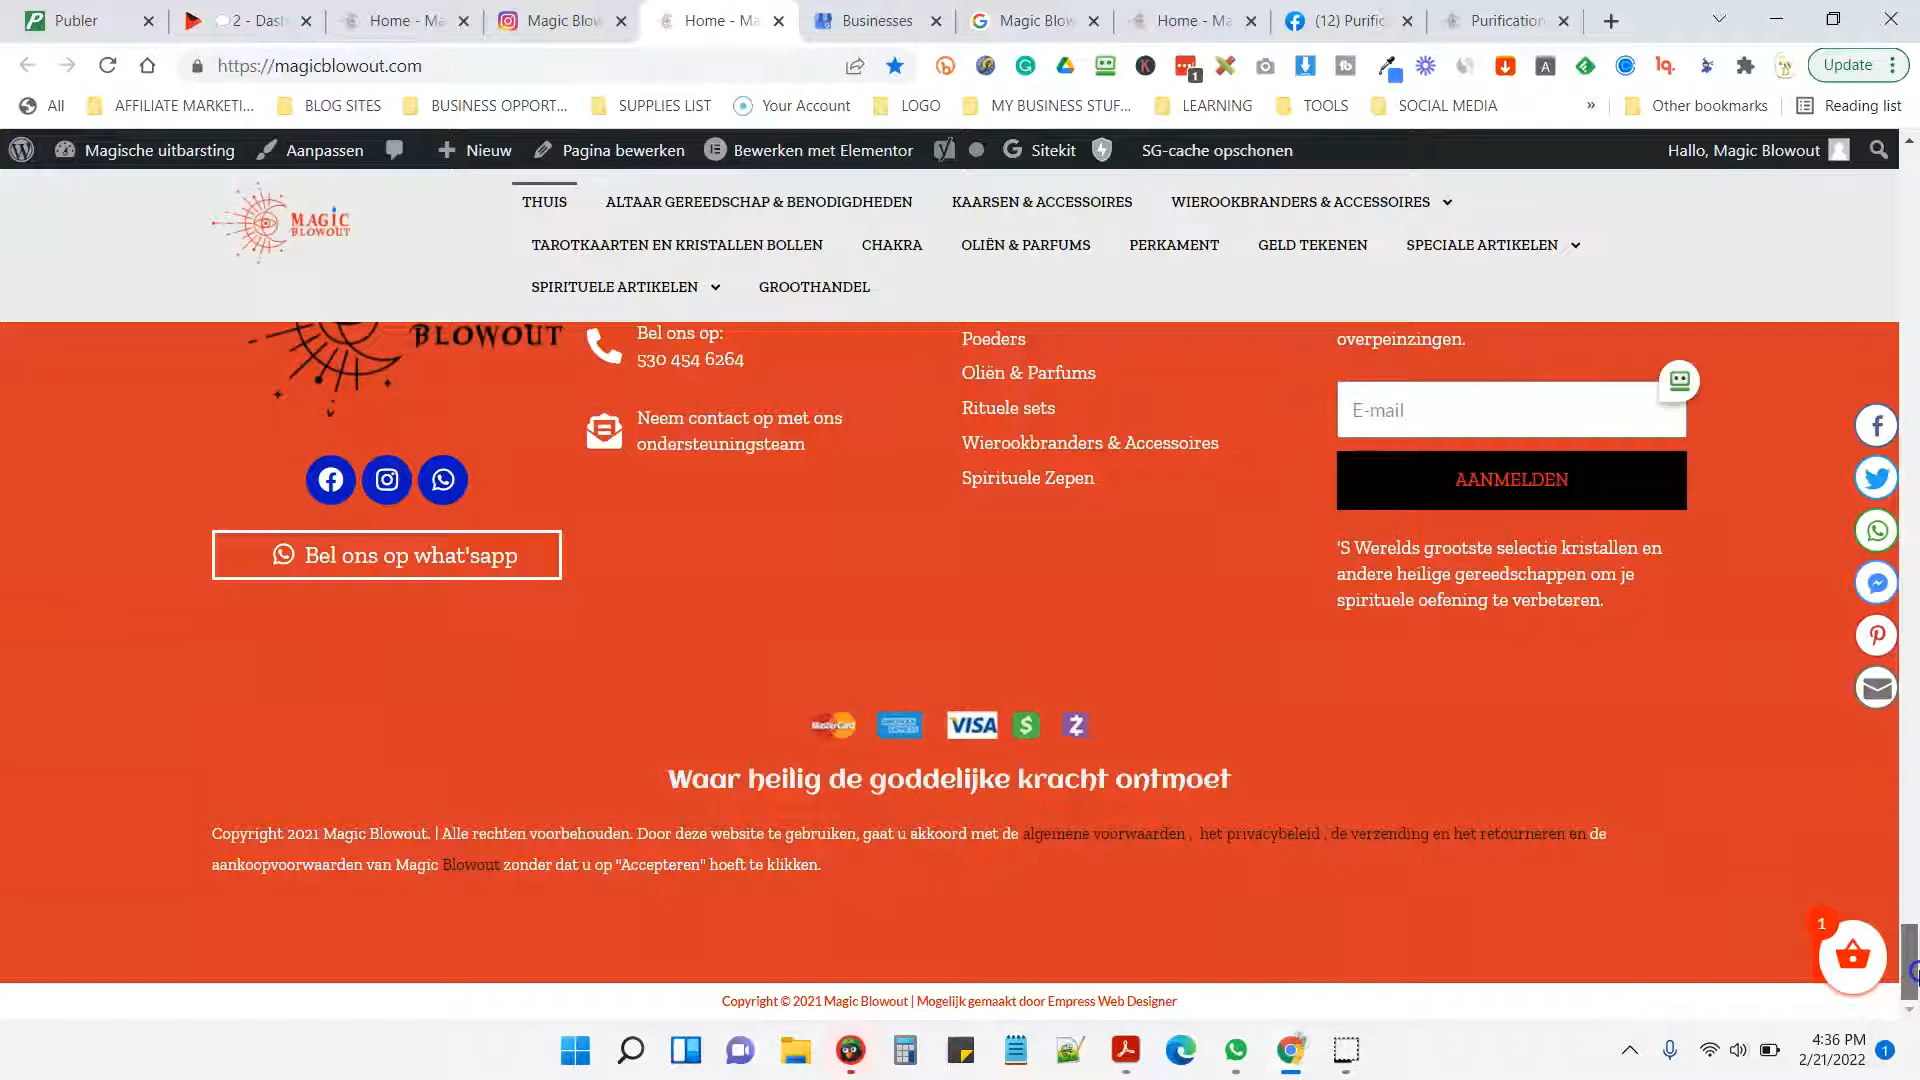 Publer
2 - Das
Home - Ma
Magic Blow
Home - Ma
Businesses
Magic Blow
Home - Ma
(12) Purific
Purification
https://magicblowout.com
1
Update
All
AFFILIATE MARKETI...
BLOG SITES
BUSINESS OPPORT...
SUPPLIES LIST
Your Account
LOGO
MY BUSINESS STUF...
LEARNING
TOOLS
SOCIAL MEDIA
»
Other bookmarks
Reading list
Magische uitbarsting
Aanpassen
Nieuw
Pagina bewerken
Bewerken met Elementor
Sitekit
SG-cache opschonen
Hallo, Magic Blowout
MAGIC
BLOWOUT
THUIS
ALTAAR GEREEDSCHAP & BENODIGDHEDEN
KAARSEN & ACCESSOIRES
WIEROOKBRANDERS & ACCESSOIRES
TAROTKAARTEN EN KRISTALLEN BOLLEN
CHAKRA
OLIËN & PARFUMS
PERKAMENT
GELD TEKENEN
SPECIALE ARTIKELEN
SPIRITUELE ARTIKELEN
GROOTHANDEL
BLOWOUT
Bel ons op:
530 454 6264
Neem contact op met ons
ondersteuningsteam
Bel ons op what'sapp
Poeders
Oliën & Parfums
Rituele sets
Wierookbranders & Accessoires
Spirituele Zepen
overpeinzingen.
E-mail
AANMELDEN
'S Werelds grootste selectie kristallen en
andere heilige gereedschappen om je
spirituele oefening te verbeteren.
MasterCard
AMERICAN EXPRESS
VISA
$
Waar heilig de goddelijke kracht ontmoet
Copyright 2021 Magic Blowout. | Alle rechten voorbehouden. Door deze website te gebruiken, gaat u akkoord met de algemene voorwaarden , het privacybeleid , de verzending en het retourneren en de
aankoopvoorwaarden van Magic Blowout zonder dat u op "Accepteren" hoeft te klikken.
1
Copyright © 2021 Magic Blowout | Mogelijk gemaakt door Empress Web Designer
4:36 PM
2/21/2022
1